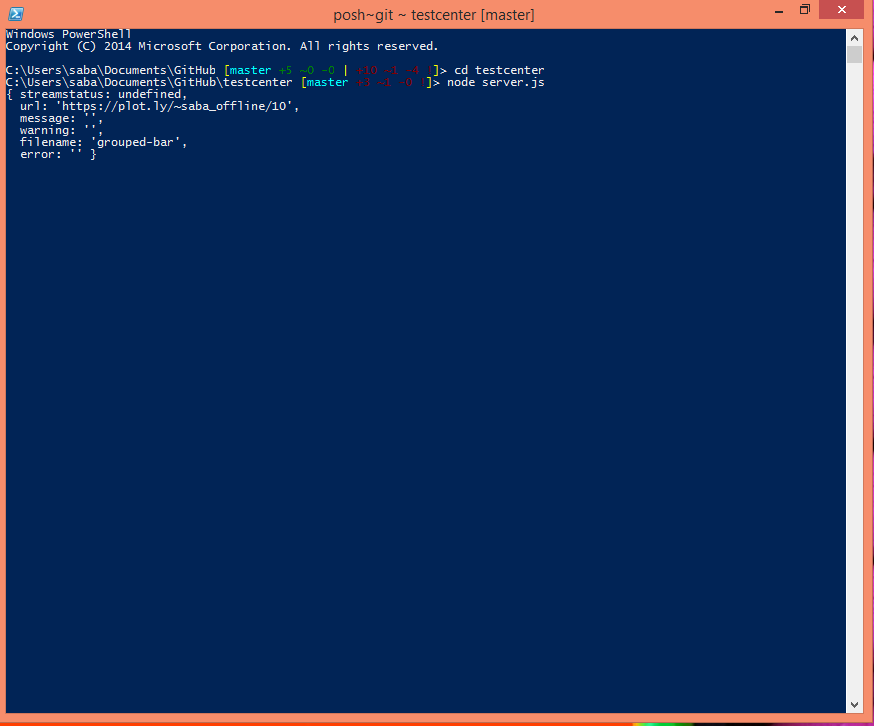 posh~git ~ testcenter [master]
Windows PowerShell
Copyright (C) 2014 Microsoft Corporation. All rights reserved.
C:\Users\saba\Documents\GitHub [master +5 ~0 -0 | +10 ~1 -4 !]> cd testcenter
C:\Users\saba\Documents\GitHub\testcenter [master +3 ~1 -0 !]> node server.js
{ streamstatus: undefined,
url: 'https://plot.ly/~saba_offline/10',
message: '',
warning: '',
filename: 'grouped-bar',
error: '' }